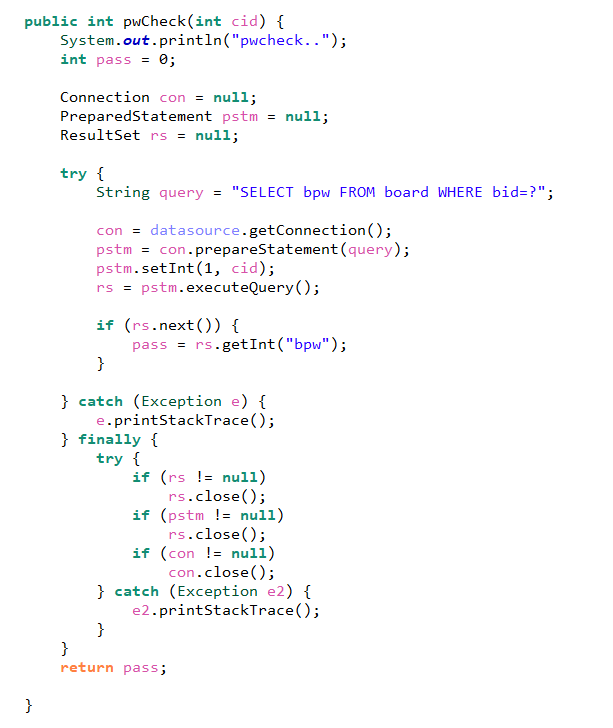 public int pwCheck(int cid) {
    System.out.println("pwcheck..");
    int pass = 0;

    Connection con = null;
    PreparedStatement pstm = null;
    ResultSet rs = null;

    try {
        String query = "SELECT bpw FROM board WHERE bid=?";

        con = datasource.getConnection();
        pstm = con.prepareStatement(query);
        pstm.setInt(1, cid);
        rs = pstm.executeQuery();

        if (rs.next()) {
            pass = rs.getInt("bpw");
        }

    } catch (Exception e) {
        e.printStackTrace();
    } finally {
        try {
            if (rs != null)
                rs.close();
            if (pstm != null)
                rs.close();
            if (con != null)
                con.close();
        } catch (Exception e2) {
            e2.printStackTrace();
        }
    }
    return pass;

}